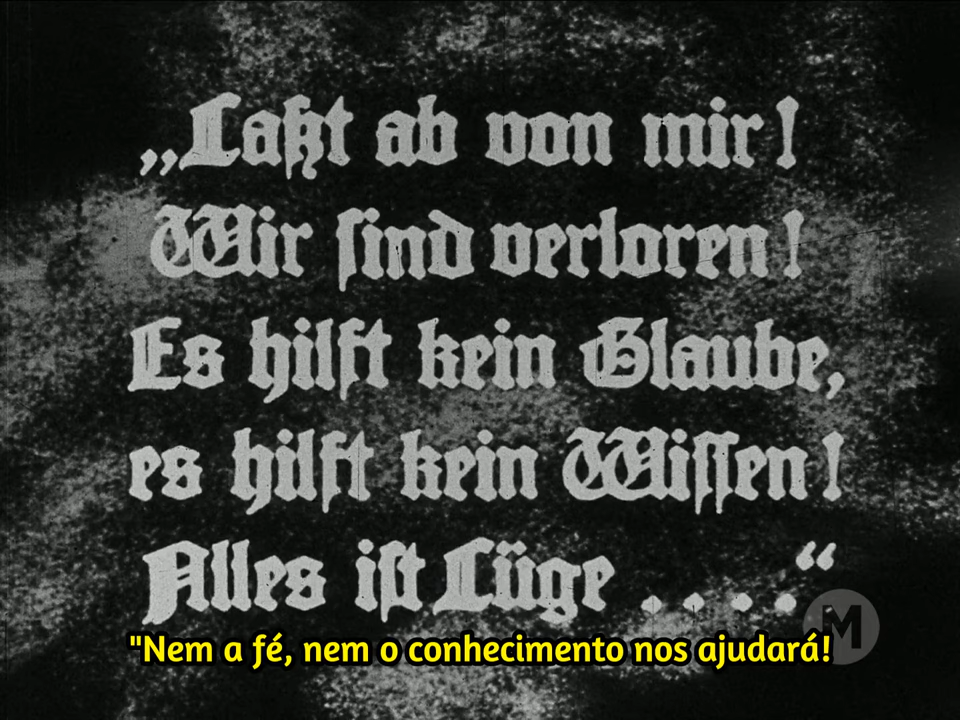 „Laßt ab von mir!
Wir sind verloren!
Es hilft kein Glaube,
es hilft kein Wissen!
Alles ist Lüge . . . .“
M
"Nem a fé, nem o conhecimento nos ajudará!